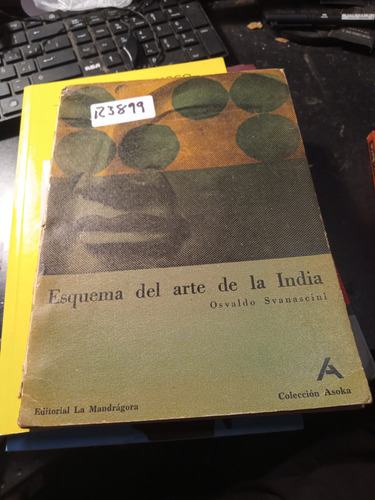 R3899
Esquema del arte de la India
Osvaldo Svanascini
Editorial La Mandrágora
Colección Asoka